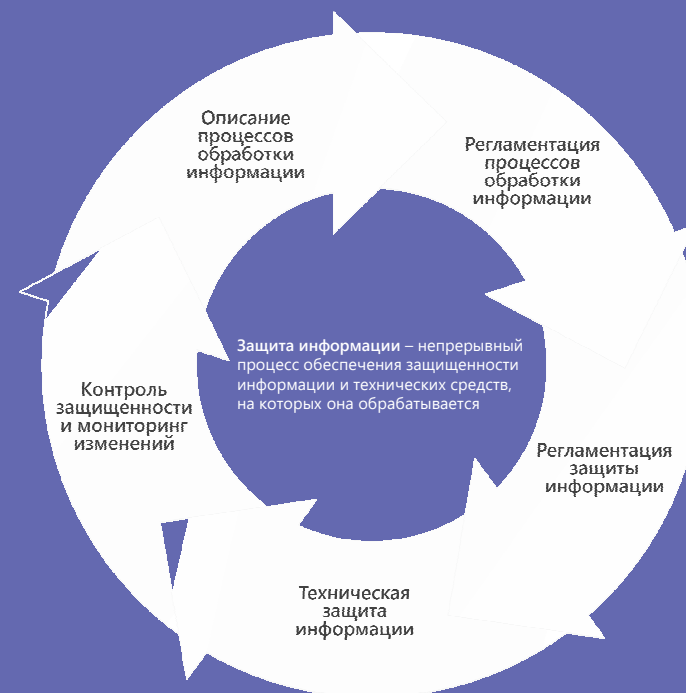 Описание
процессов
обработки
информации
Регламентация
процессов
обработки
информации
Защита информации – непрерывный
процесс обеспечения защищенности
информации и технических средств,
на которых она обрабатывается
Контроль
защищенности
и мониторинг
изменений
Регламентация
защиты
информации
Техническая
защита
информации